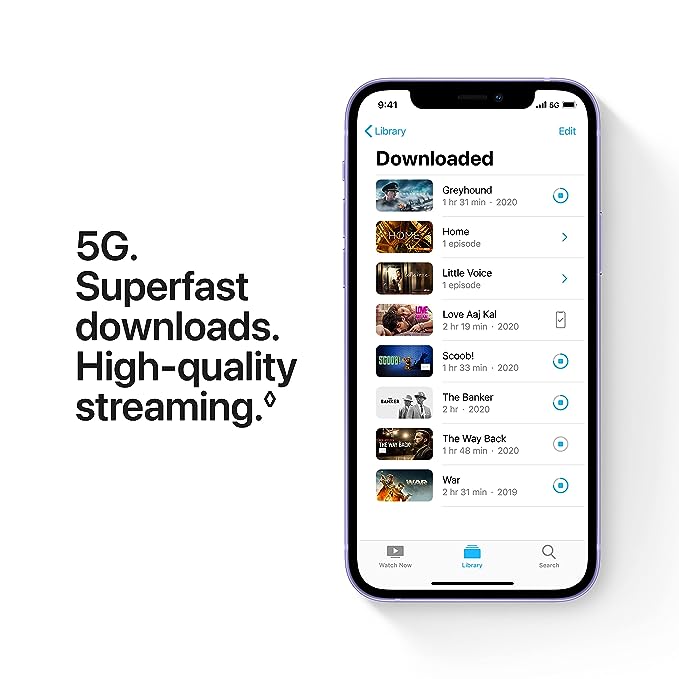 5G.
Superfast
downloads.
High-quality
streaming.◊
9:41
5G
Library
Edit
Downloaded
Greyhound
1 hr 31 min · 2020
HOME
Home
1 episode
Little Voice
1 episode
LOVE
Love Aaj Kal
2 hr 19 min · 2020
SCOOB!
Scoob!
1 hr 33 min · 2020
BANKER
The Banker
2 hr · 2020
THE WAY BACK
The Way Back
1 hr 48 min · 2020
WAR
War
2 hr 31 min · 2019
Watch Now
Library
Search